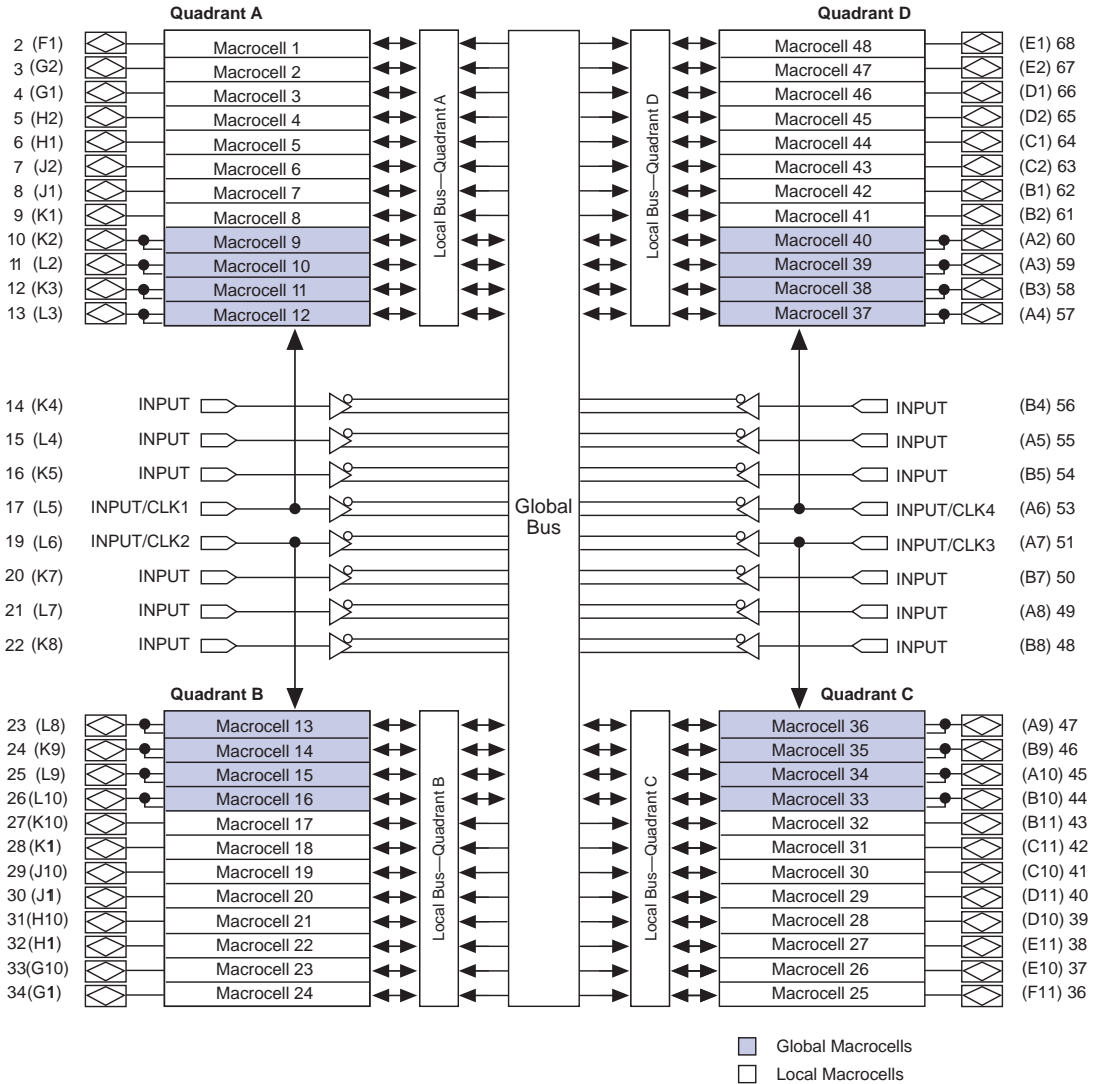 Quadrant A
Quadrant D
2 (F1) Macrocell 1 Macrocell 48 (E1) 68
3 (G2) Macrocell 2 Macrocell 47 (E2) 67
4 (G1) Macrocell 3 Macrocell 46 (D1) 66
5 (H2) Macrocell 4 Macrocell 45 (D2) 65
6 (H1) Macrocell 5 Macrocell 44 (C1) 64
7 (J2) Macrocell 6 Macrocell 43 (C2) 63
8 (J1) Macrocell 7 Macrocell 42 (B1) 62
9 (K1) Macrocell 8 Macrocell 41 (B2) 61
10 (K2) Macrocell 9 Macrocell 40 (A2) 60
11 (L2) Macrocell 10 Macrocell 39 (A3) 59
12 (K3) Macrocell 11 Macrocell 38 (B3) 58
13 (L3) Macrocell 12 Macrocell 37 (A4) 57
Local Bus—Quadrant A
Local Bus—Quadrant D
14 (K4) INPUT INPUT (B4) 56
15 (L4) INPUT INPUT (A5) 55
16 (K5) INPUT INPUT (B5) 54
17 (L5) INPUT/CLK1 INPUT/CLK4 (A6) 53
19 (L6) INPUT/CLK2 INPUT/CLK3 (A7) 51
20 (K7) INPUT INPUT (B7) 50
21 (L7) INPUT INPUT (A8) 49
22 (K8) INPUT INPUT (B8) 48
Global
Bus
Quadrant B
Quadrant C
23 (L8) Macrocell 13 Macrocell 36 (A9) 47
24 (K9) Macrocell 14 Macrocell 35 (B9) 46
25 (L9) Macrocell 15 Macrocell 34 (A10) 45
26 (L10) Macrocell 16 Macrocell 33 (B10) 44
27 (K10) Macrocell 17 Macrocell 32 (B11) 43
28 (K1) Macrocell 18 Macrocell 31 (C11) 42
29 (J10) Macrocell 19 Macrocell 30 (C10) 41
30 (J1) Macrocell 20 Macrocell 29 (D11) 40
31 (H10) Macrocell 21 Macrocell 28 (D10) 39
32 (H1) Macrocell 22 Macrocell 27 (E11) 38
33 (G10) Macrocell 23 Macrocell 26 (E10) 37
34 (G1) Macrocell 24 Macrocell 25 (F11) 36
Local Bus—Quadrant B
Local Bus—Quadrant C
Global Macrocells
Local Macrocells